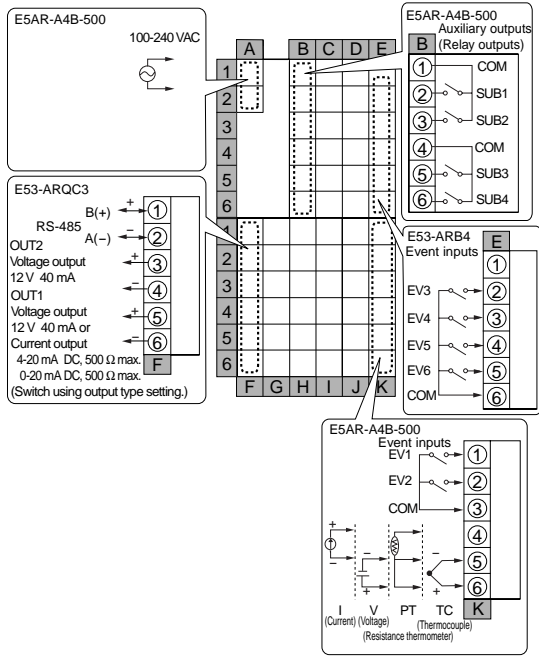 E5AR-A4B-500
100-240 VAC
A B C D E
1
2
3
4
5
6
1
2
3
4
5
6
F G H I J K
E5AR-A4B-500
Auxiliary outputs
(Relay outputs)
B
1 COM
2 SUB1
3 SUB2
4 COM
5 SUB3
6 SUB4
E53-ARQC3
+
B(+) 1
RS-485
A(−) − 2
OUT2
Voltage output + 3
12 V 40 mA
− 4
OUT1
Voltage output + 5
12 V 40 mA or
Current output − 6
4-20 mA DC, 500 Ω max.
0-20 mA DC, 500 Ω max.
F
(Switch using output type setting.)
E53-ARB4
Event inputs
E
1
EV3 2
EV4 3
EV5 4
EV6 5
COM 6
E5AR-A4B-500
Event inputs
EV1 1
EV2 2
COM 3
4
5
6
+
−
−
+
−
+
I V PT TC K
(Current) (Voltage) (Thermocouple)
(Resistance thermometer)